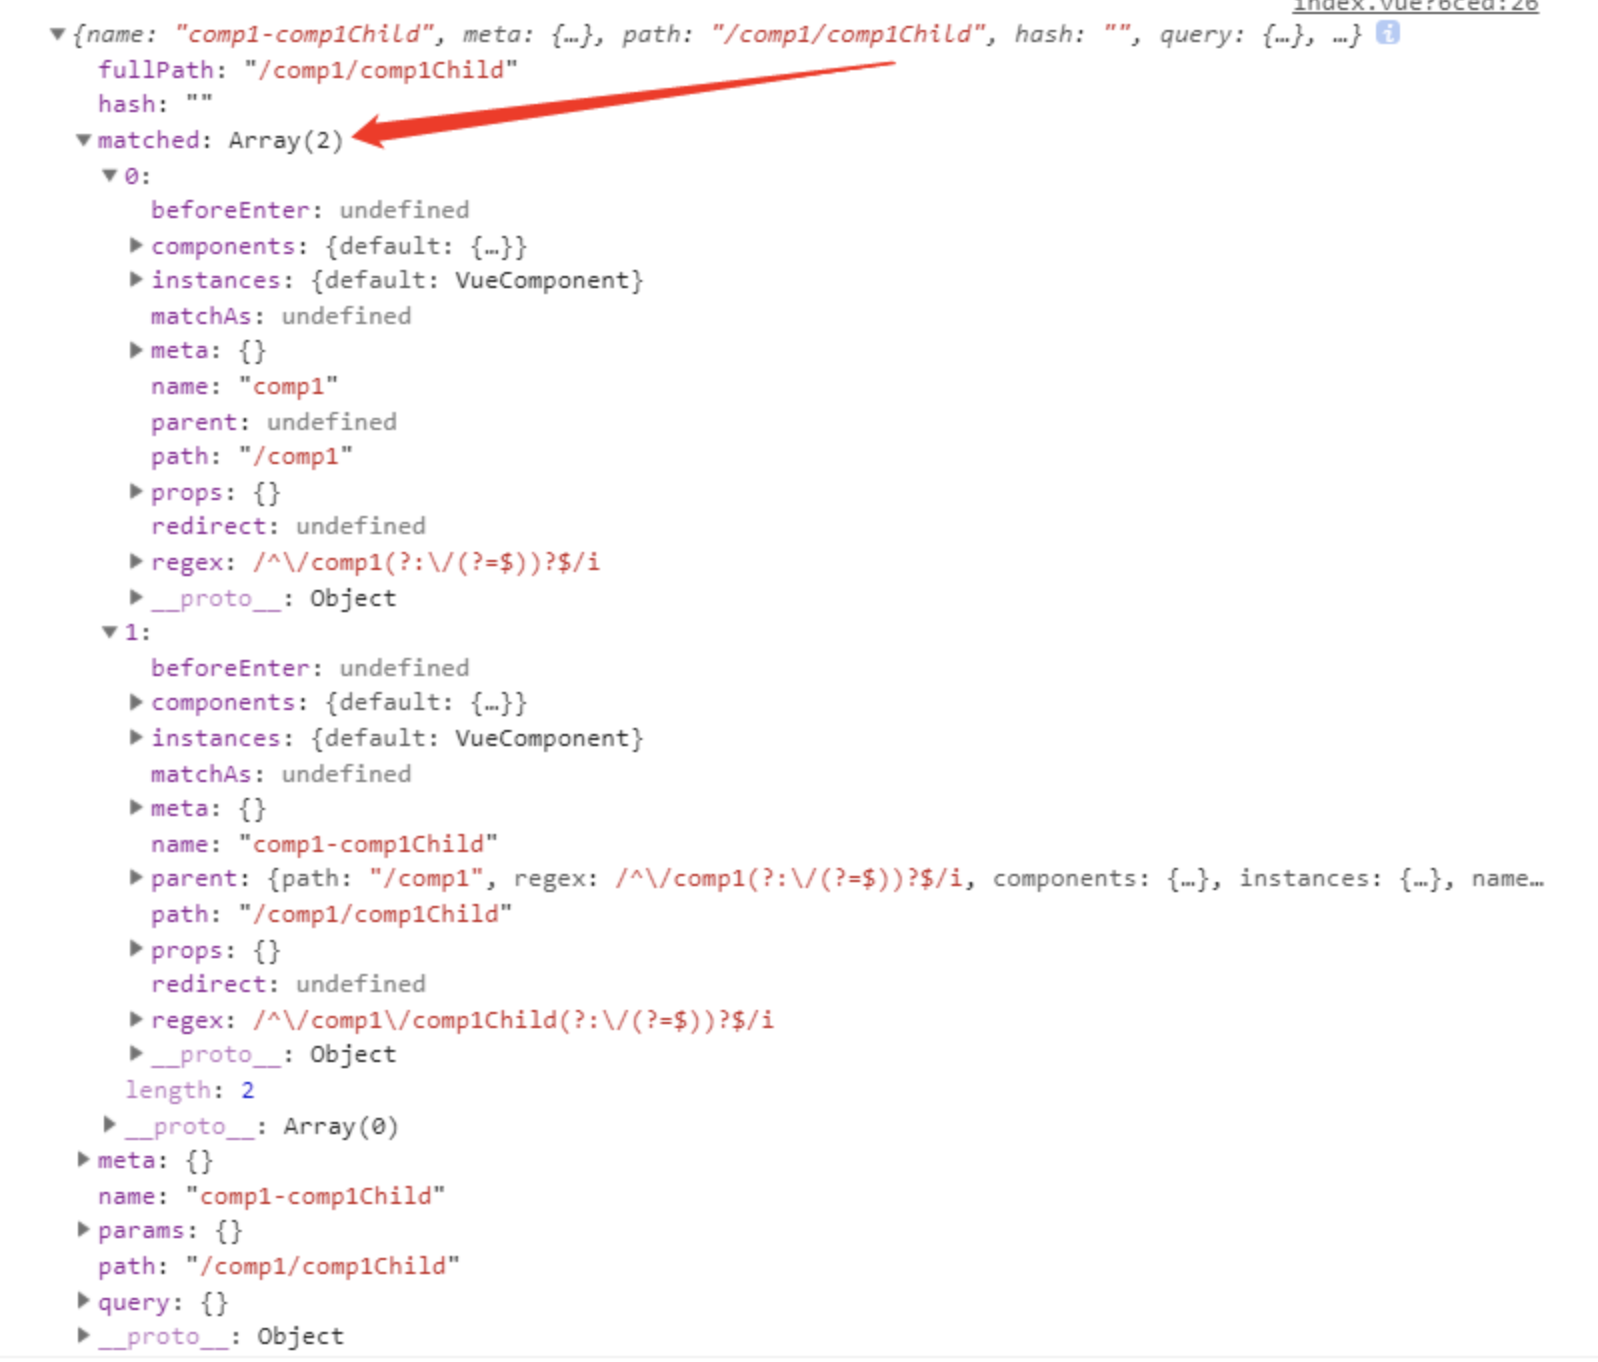 index.vue?6ced:26
▼{name: "comp1-comp1Child", meta: {…}, path: "/comp1/comp1Child", hash: "", query: {…}, …} i
fullPath: "/comp1/comp1Child"
hash: ""
▼matched: Array(2)
▼0:
beforeEnter: undefined
▶components: {default: {…}}
▶instances: {default: VueComponent}
matchAs: undefined
▶meta: {}
name: "comp1"
parent: undefined
path: "/comp1"
▶props: {}
redirect: undefined
▶regex: /^\/comp1(?:\/(?=$))?$/i
▶__proto__: Object
▼1:
beforeEnter: undefined
▶components: {default: {…}}
▶instances: {default: VueComponent}
matchAs: undefined
▶meta: {}
name: "comp1-comp1Child"
▶parent: {path: "/comp1", regex: /^\/comp1(?:\/(?=$))?$/i, components: {…}, instances: {…}, name…
path: "/comp1/comp1Child"
▶props: {}
redirect: undefined
▶regex: /^\/comp1\/comp1Child(?:\/(?=$))?$/i
▶__proto__: Object
length: 2
▶__proto__: Array(0)
▶meta: {}
name: "comp1-comp1Child"
▶params: {}
path: "/comp1/comp1Child"
▶query: {}
▶__proto__: Object